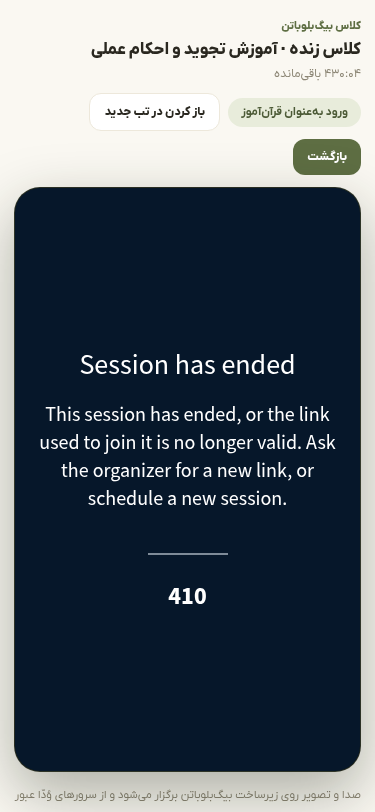 کلاس بیگ‌بلوباتن
کلاس زنده · آموزش تجوید و احکام عملی
۴۳۰:۰۴ باقی‌مانده
ورود به‌عنوان قرآن‌آموز
باز کردن در تب جدید
بازگشت
Session has ended
This session has ended, or the link
used to join it is no longer valid. Ask
the organizer for a new link, or
schedule a new session.
410
صدا و تصویر روی زیرساخت بیگ‌بلوباتن برگزار می‌شود و از سرورهای وُدّا عبور